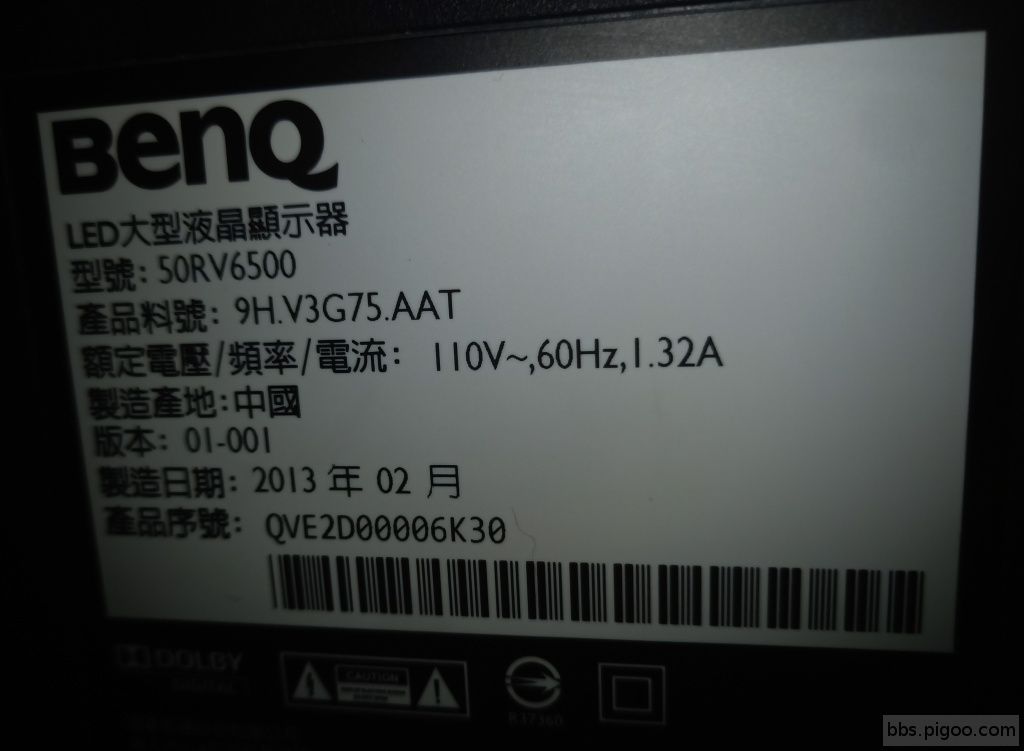 BenQ
LED大型液晶顯示器
型號: 50RV6500
產品料號: 9H.V3G75.AAT
額定電壓/頻率/電流: 110V~,60Hz,1.32A
製造產地:中國
版本: 01-001
製造日期: 2013 年 02 月
產品序號: QVE2D00006K30
DOLBY
DIGITAL
CAUTION
R37360
bbs.pigoo.com